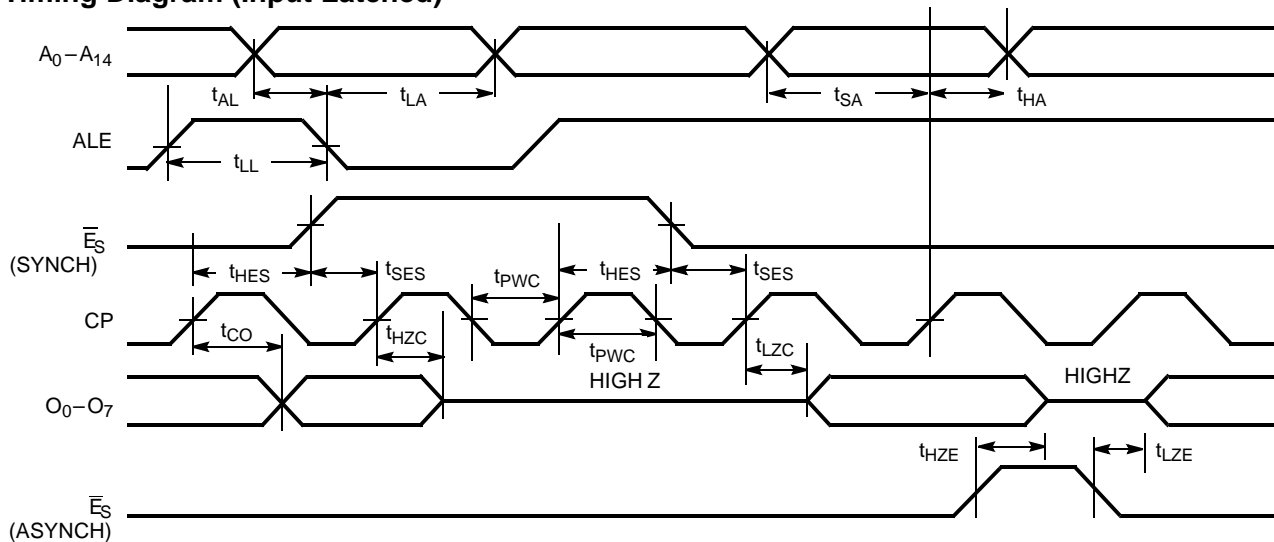 Timing Diagram (Input Latched)
A0–A14
tAL
tLA
tSA
tHA
ALE
tLL
ES
(SYNCH)
tHES
tSES
tPWC
tHES
tSES
CP
tCO
tHZC
tPWC
tLZC
HIGH Z
HIGHZ
O0–O7
tHZE
tLZE
ES
(ASYNCH)